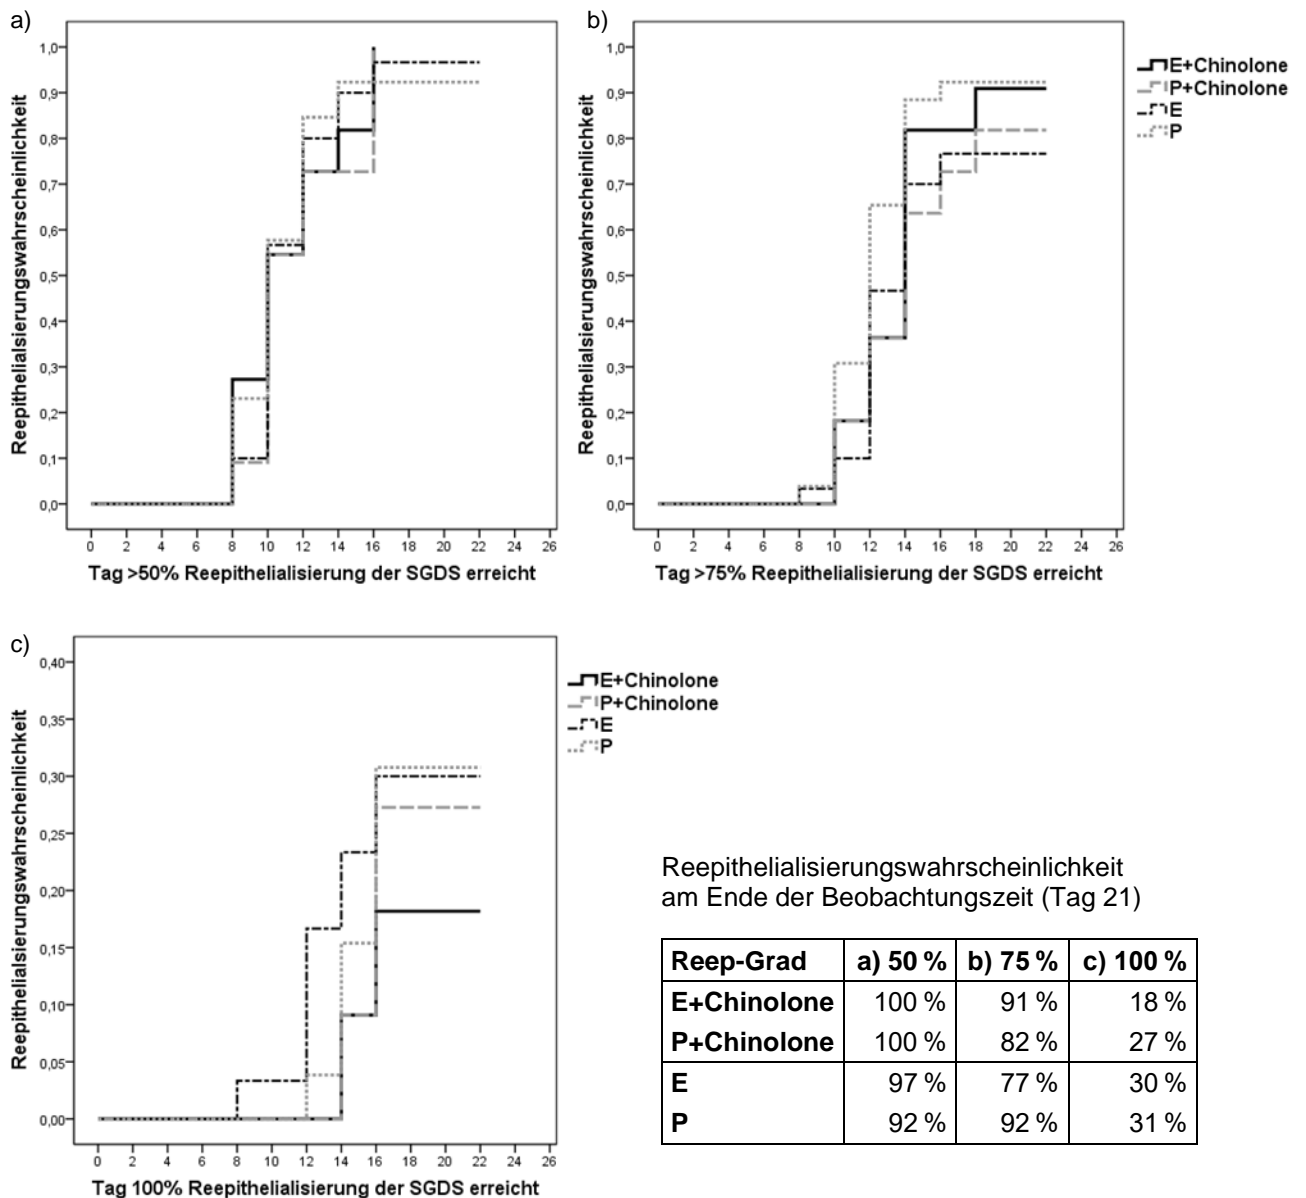 a)
1,0
0,9
0,8
0,7
0,6
0,5
0,4
0,3
0,2
0,1
0,0
Reepithelialsierungswahrscheinlichkeit
0 2 4 6 8 10 12 14 16 18 20 22 26
Tag >50% Reepithelialisierung der SGDS erreicht
b)
1,0
0,9
0,8
0,7
0,6
0,5
0,4
0,3
0,2
0,1
0,0
Reepithelialsierungswahrscheinlichkeit
0 2 4 6 8 10 12 14 16 18 20 22 26
Tag >75% Reepithelialisierung der SGDS erreicht
E+Chinolone
P+Chinolone
E
P
c)
0,40
0,35
0,30
0,25
0,20
0,15
0,10
0,05
0,00
Reepithelialsierungswahrscheinlichkeit
0 2 4 6 8 10 12 14 16 18 20 22 26
Tag 100% Reepithelialisierung der SGDS erreicht
E+Chinolone
P+Chinolone
E
P
Reepithelialisierungswahrscheinlichkeit
am Ende der Beobachtungszeit (Tag 21)
Reep-Grad a) 50 % b) 75 % c) 100 %
E+Chinolone 100 % 91 % 18 %
P+Chinolone 100 % 82 % 27 %
E 97 % 77 % 30 %
P 92 % 92 % 31 %